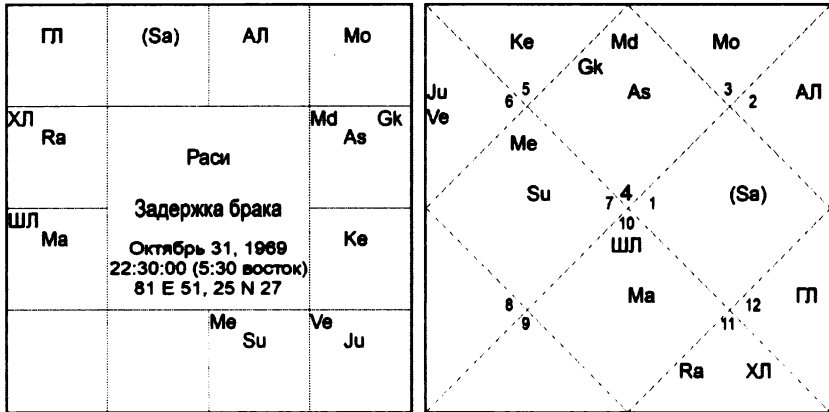 ГЛ (Sa) АЛ Mo
ХЛ Ra Md Gk As
Раси
Задержка брака
Октябрь 31, 1969
22:30:00 (5:30 восток)
81 E 51, 25 N 27
ШЛ Ma Ke
Me Su Ve Ju
Ke Md Mo
Gk
Ju 5 As 3 АЛ
Ve 6 2
Me
Su 4 (Sa)
7 1
10
ШЛ
8 Ma 12 ГЛ
9 11
Ra ХЛ